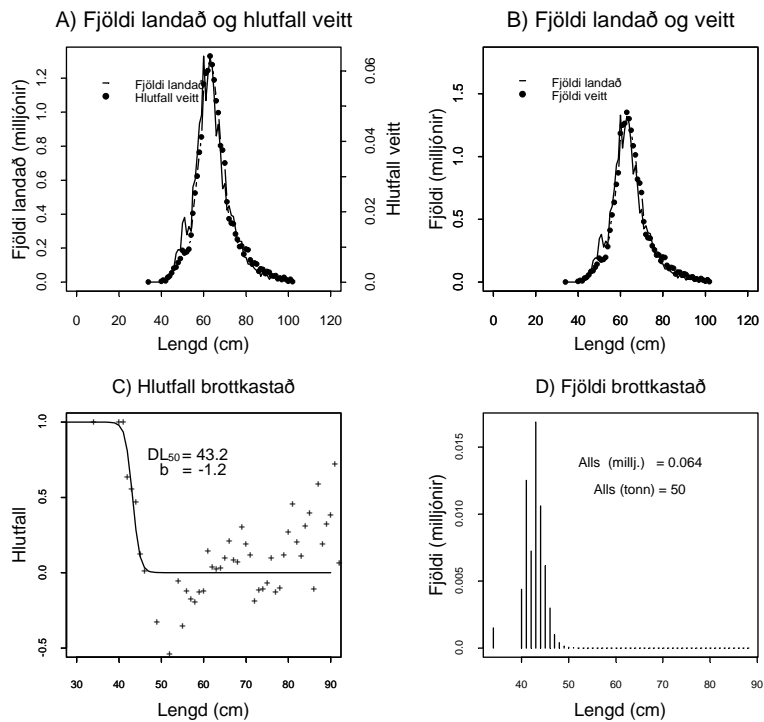 A) Fjöldi landað og hlutfall veitt
Fjöldi landað (milljónir)
0.0 0.2 0.4 0.6 0.8 1.0 1.2
Fjöldi landað
Hlutfall veitt
0.0 0.02 0.04 0.06
Hlutfall veitt
0 20 40 60 80 100 120
Lengd (cm)
B) Fjöldi landað og veitt
Fjöldi (milljónir)
0.0 0.5 1.0 1.5
Fjöldi landað
Fjöldi veitt
0 20 40 60 80 100 120
Lengd (cm)
C) Hlutfall brottkastað
Hlutfall
-0.5 0.0 0.5 1.0
DL50 = 43.2
b = -1.2
30 40 50 60 70 80 90
Lengd (cm)
D) Fjöldi brottkastað
Fjöldi (milljónir)
0.0 0.005 0.010 0.015
Alls (millj.) = 0.064
Alls (tonn) = 50
40 50 60 70 80 90
Lengd (cm)